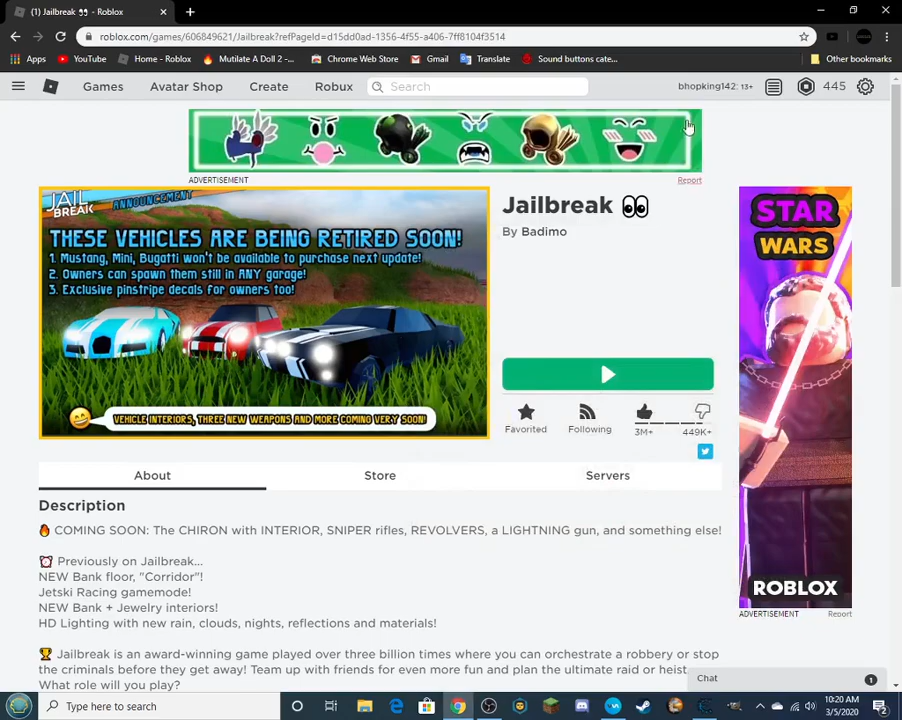 (1) Jailbreak 👀 - Roblox
roblox.com/games/606849621/Jailbreak?refPageId=d15dd0ad-1356-4f55-a406-7ff8104f3514
Apps YouTube Home - Roblox Mutilate A Doll 2 -... Chrome Web Store Gmail Translate Sound buttons cate... Other bookmarks
Games Avatar Shop Create Robux Search bhopking142: 13+ 445
ADVERTISEMENT Report
JAIL
BREAK
ANNOUNCEMENT
THESE VEHICLES ARE BEING RETIRED SOON!
1. Mustang, Mini, Bugatti won't be available to purchase next update!
2. Owners can spawn them still in ANY garage!
3. Exclusive pinstripe decals for owners too!
VEHICLE INTERIORS, THREE NEW WEAPONS AND MORE COMING VERY SOON!
Jailbreak 👀
By Badimo
Favorited Following 3M+ 449K+
STAR
WARS
ROBLOX
ADVERTISEMENT Report
About Store Servers
Description
🔥 COMING SOON: The CHIRON with INTERIOR, SNIPER rifles, REVOLVERS, a LIGHTNING gun, and something else!
⏰ Previously on Jailbreak...
NEW Bank floor, "Corridor"!
Jetski Racing gamemode!
NEW Bank + Jewelry interiors!
HD Lighting with new rain, clouds, nights, reflections and materials!
🏆 Jailbreak is an award-winning game played over three billion times where you can orchestrate a robbery or stop
the criminals before they get away! Team up with friends for even more fun and plan the ultimate raid or heist.
What role will you play?
Chat 1
Type here to search
10:20 AM
3/5/2020
2